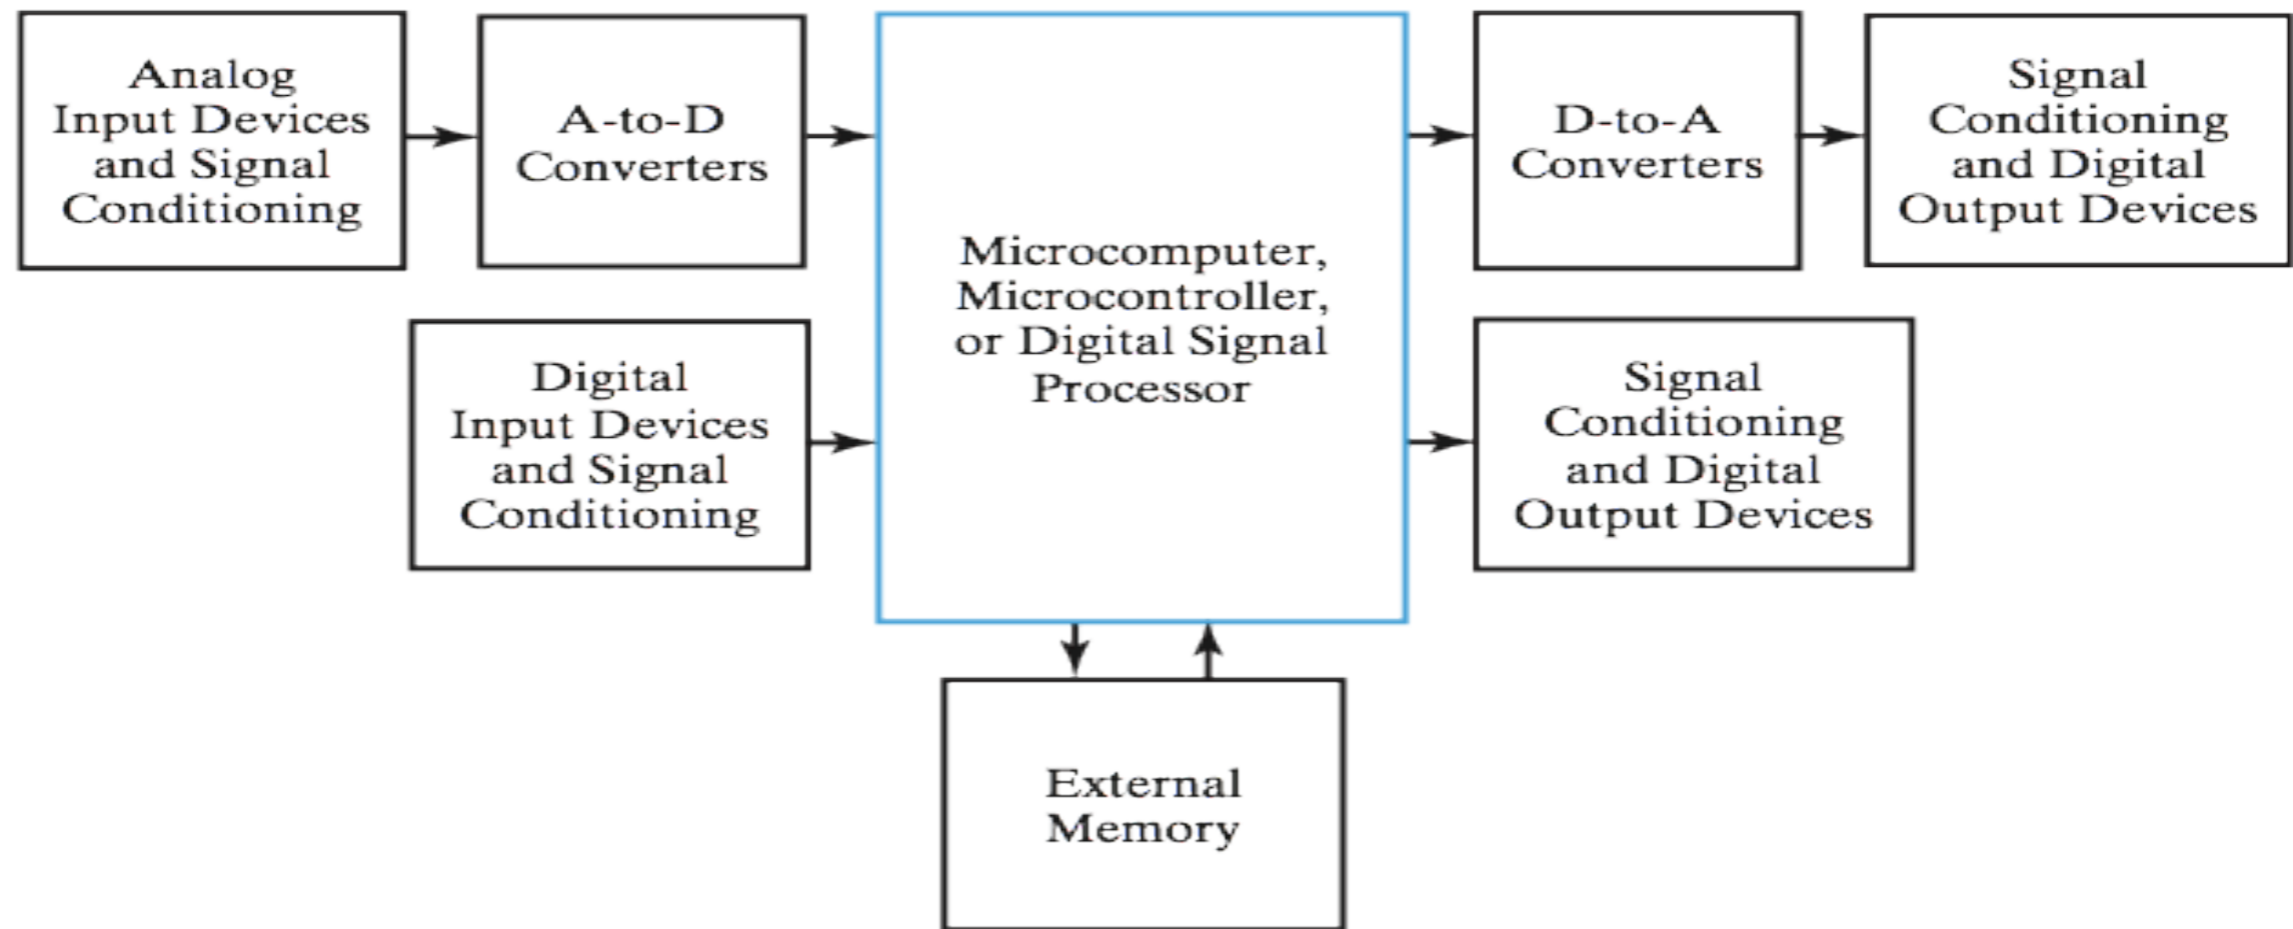 Analog
Input Devices
and Signal
Conditioning
A-to-D
Converters
Microcomputer,
Microcontroller,
or Digital Signal
Processor
D-to-A
Converters
Signal
Conditioning
and Digital
Output Devices
Digital
Input Devices
and Signal
Conditioning
Signal
Conditioning
and Digital
Output Devices
External
Memory